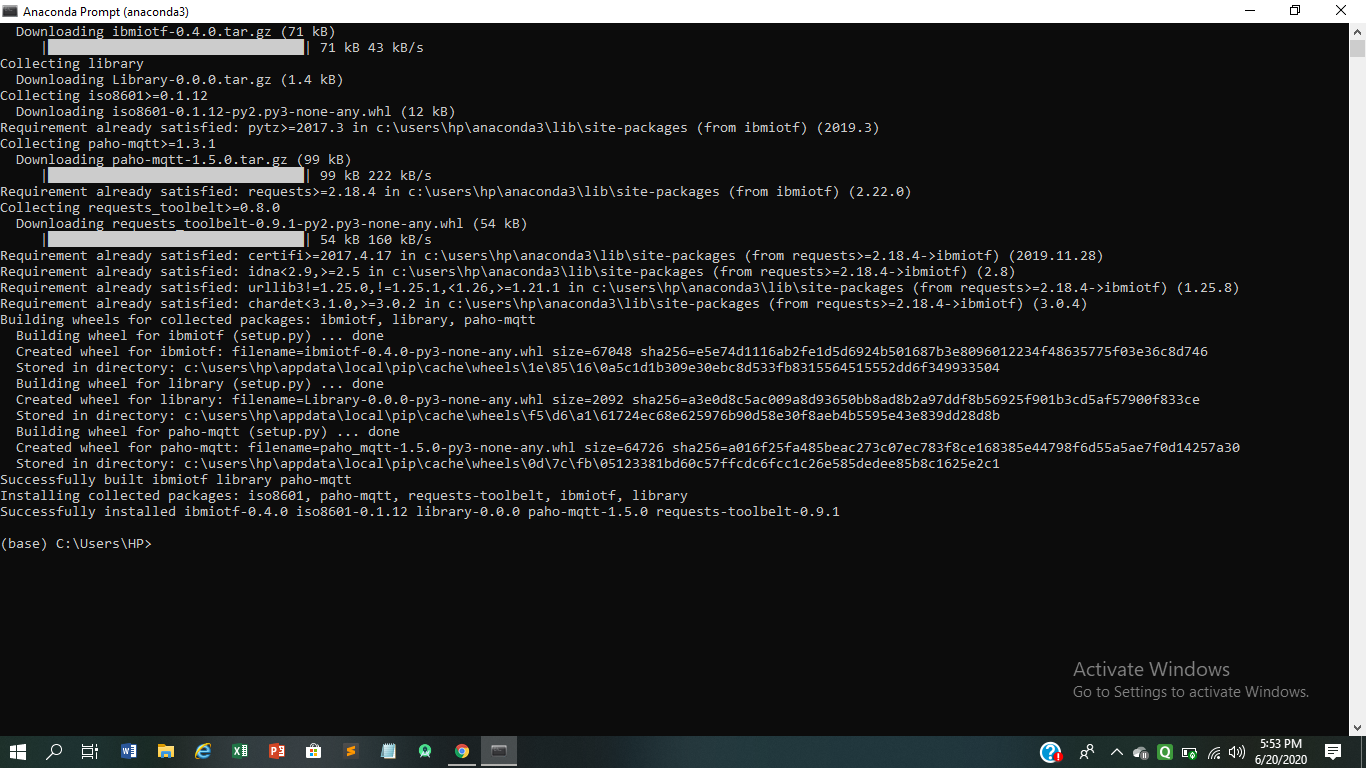 Anaconda Prompt (anaconda3)
Downloading ibmiotf-0.4.0.tar.gz (71 kB)
| 71 kB 43 kB/s
Collecting library
Downloading Library-0.0.0.tar.gz (1.4 kB)
Collecting iso8601>=0.1.12
Downloading iso8601-0.1.12-py2.py3-none-any.whl (12 kB)
Requirement already satisfied: pytz>=2017.3 in c:\users\hp\anaconda3\lib\site-packages (from ibmiotf) (2019.3)
Collecting paho-mqtt>=1.3.1
Downloading paho-mqtt-1.5.0.tar.gz (99 kB)
| 99 kB 222 kB/s
Requirement already satisfied: requests>=2.18.4 in c:\users\hp\anaconda3\lib\site-packages (from ibmiotf) (2.22.0)
Collecting requests_toolbelt>=0.8.0
Downloading requests_toolbelt-0.9.1-py2.py3-none-any.whl (54 kB)
| 54 kB 160 kB/s
Requirement already satisfied: certifi>=2017.4.17 in c:\users\hp\anaconda3\lib\site-packages (from requests>=2.18.4->ibmiotf) (2019.11.28)
Requirement already satisfied: idna<2.9,>=2.5 in c:\users\hp\anaconda3\lib\site-packages (from requests>=2.18.4->ibmiotf) (2.8)
Requirement already satisfied: urllib3!=1.25.0,!=1.25.1,<1.26,>=1.21.1 in c:\users\hp\anaconda3\lib\site-packages (from requests>=2.18.4->ibmiotf) (1.25.8)
Requirement already satisfied: chardet<3.1.0,>=3.0.2 in c:\users\hp\anaconda3\lib\site-packages (from requests>=2.18.4->ibmiotf) (3.0.4)
Building wheels for collected packages: ibmiotf, library, paho-mqtt
Building wheel for ibmiotf (setup.py) ... done
Created wheel for ibmiotf: filename=ibmiotf-0.4.0-py3-none-any.whl size=67048 sha256=e5e74d1116ab2fe1d5d6924b501687b3e8096012234f48635775f03e36c8d746
Stored in directory: c:\users\hp\appdata\local\pip\cache\wheels\1e\85\16\0a5c1d1b309e30ebc8d533fb8315564515552dd6f349933504
Building wheel for library (setup.py) ... done
Created wheel for library: filename=Library-0.0.0-py3-none-any.whl size=2092 sha256=a3e0d8c5ac009a8d93650bb8ad8b2a97ddf8b56925f901b3cd5af57900f833ce
Stored in directory: c:\users\hp\appdata\local\pip\cache\wheels\f5\d6\a1\61724ec68e625976b90d58e30f8aeb4b5595e43e839dd28d8b
Building wheel for paho-mqtt (setup.py) ... done
Created wheel for paho-mqtt: filename=paho_mqtt-1.5.0-py3-none-any.whl size=64726 sha256=a016f25fa485beac273c07ec783f8ce168385e44798f6d55a5ae7f0d14257a30
Stored in directory: c:\users\hp\appdata\local\pip\cache\wheels\0d\7c\fb\05123381bd60c57ffcdc6fcc1c26e585dedee85b8c1625e2c1
Successfully built ibmiotf library paho-mqtt
Installing collected packages: iso8601, paho-mqtt, requests-toolbelt, ibmiotf, library
Successfully installed ibmiotf-0.4.0 iso8601-0.1.12 library-0.0.0 paho-mqtt-1.5.0 requests-toolbelt-0.9.1
(base) C:\Users\HP>
Activate Windows
Go to Settings to activate Windows.
5:53 PM
6/20/2020